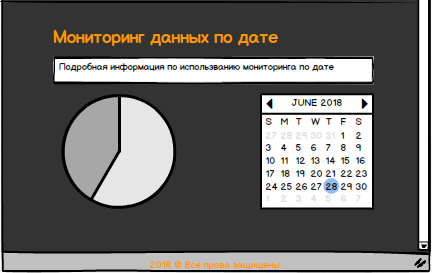 Мониторинг данных по дате
Подробная информация по использванию мониторинга по дате
JUNE 2018
S M T W T F S
27 28 29 30 31 1 2
3 4 5 6 7 8 9
10 11 12 13 14 15 16
17 18 19 20 21 22 23
24 25 26 27 28 29 30
1 2 3 4 5 6 7
2018 © Все права защищены.